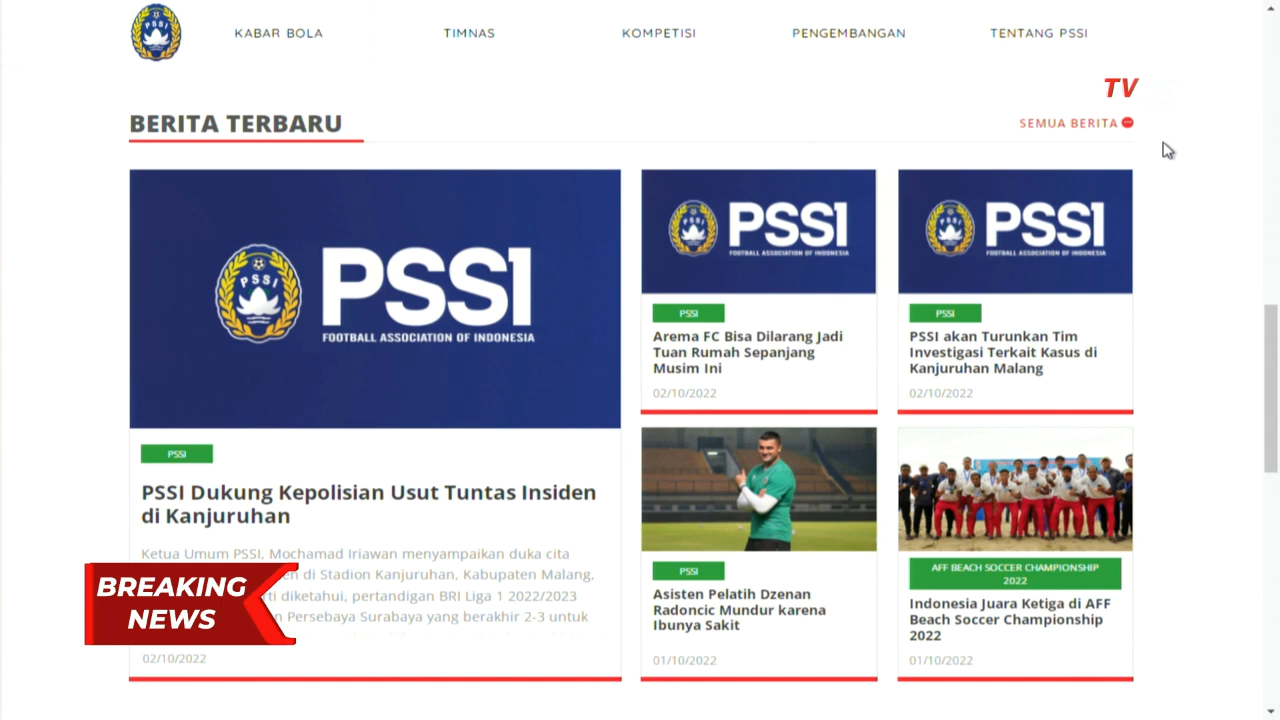 KABAR BOLA
TIMNAS
KOMPETISI
PENGEMBANGAN
TENTANG PSSI
TV
BERITA TERBARU
SEMUA BERITA
PSSI
FOOTBALL ASSOCIATION OF INDONESIA
PSSI
PSSI
PSSI Dukung Kepolisian Usut Tuntas Insiden
di Kanjuruhan
Ketua Umum PSSI, Mochamad Iriawan menyampaikan duka cita
di Stadion Kanjuruhan, Kabupaten Malang.
diketahui, pertandigan BRI Liga 1 2022/2023
Persebaya Surabaya yang berakhir 2-3 untuk
02/10/2022
BREAKING
NEWS
PSSI
FOOTBALL ASSOCIATION OF INDONESIA
PSSI
Arema FC Bisa Dilarang Jadi
Tuan Rumah Sepanjang
Musim Ini
02/10/2022
PSSI
FOOTBALL ASSOCIATION OF INDONESIA
PSSI
PSSI akan Turunkan Tim
Investigasi Terkait Kasus di
Kanjuruhan Malang
02/10/2022
PSSI
Asisten Pelatih Dzenan
Radoncic Mundur karena
Ibunya Sakit
01/10/2022
AFF BEACH SOCCER CHAMPIONSHIP
2022
Indonesia Juara Ketiga di AFF
Beach Soccer Championship
2022
01/10/2022